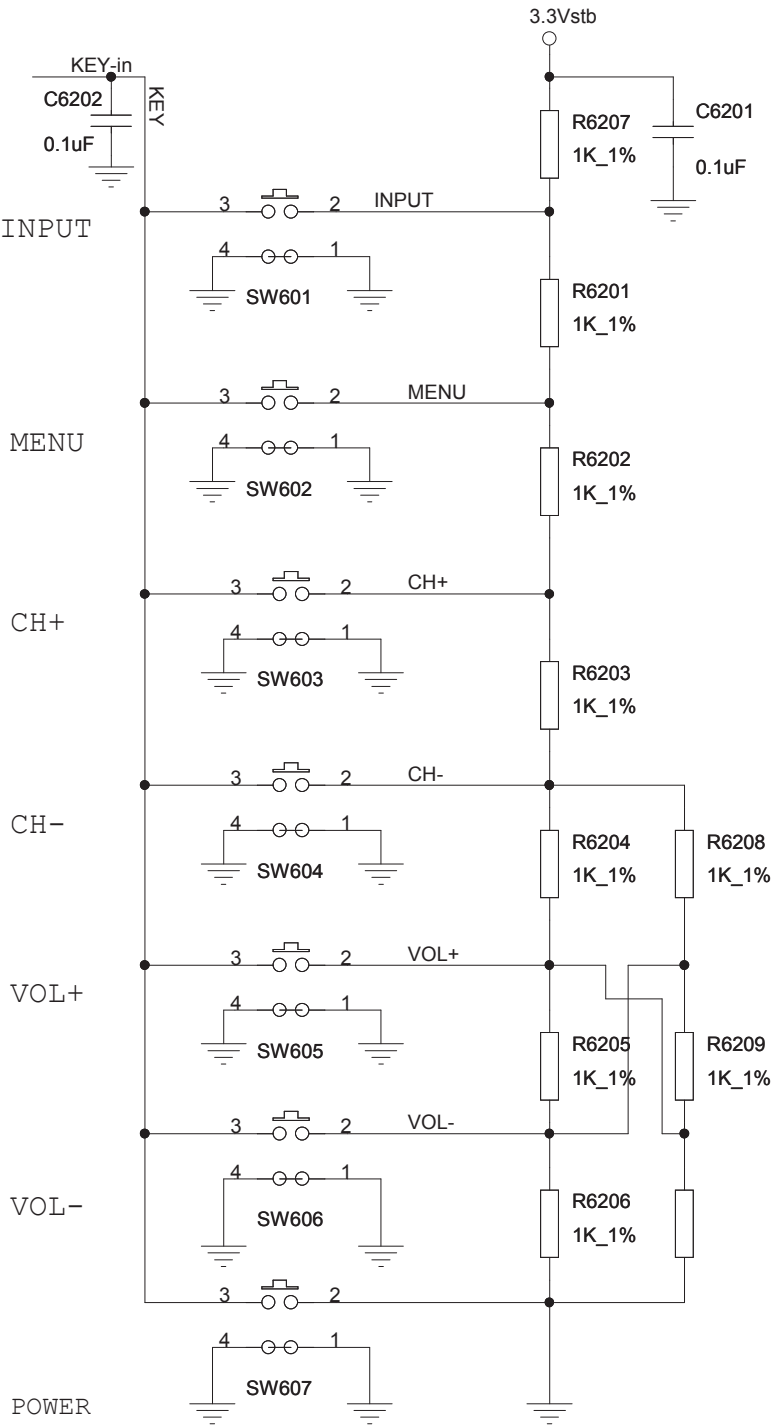 3.3Vstb
KEY-in
C6202
0.1uF
KEY
R6207
1K_1%
C6201
0.1uF
INPUT
3 2 INPUT
4 1
SW601
R6201
1K_1%
MENU
3 2 MENU
4 1
SW602
R6202
1K_1%
CH+
3 2 CH+
4 1
SW603
R6203
1K_1%
CH-
3 2 CH-
4 1
SW604
R6204
1K_1%
R6208
1K_1%
VOL+
3 2 VOL+
4 1
SW605
R6205
1K_1%
R6209
1K_1%
VOL-
3 2 VOL-
4 1
SW606
R6206
1K_1%
3 2
4 1
SW607
POWER